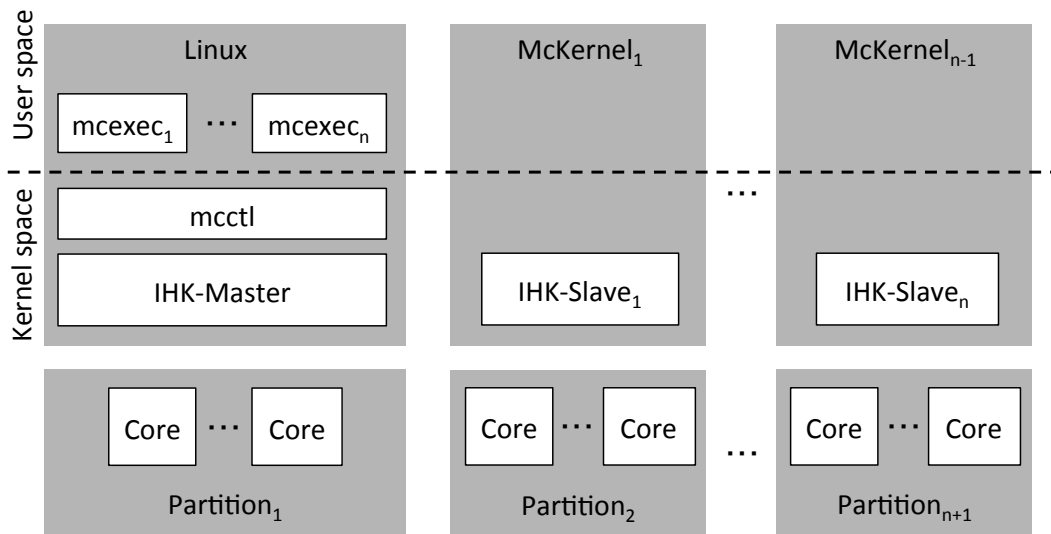 User space
Linux
McKernel₁
McKernelₙ₋₁
mcexec₁ ... mcexecₙ
Kernel space
mcctl
...
IHK-Master
IHK-Slave₁
IHK-Slaveₙ
Core ... Core
Core ... Core
...
Core ... Core
Partition₁
Partition₂
Partitionₙ₊₁